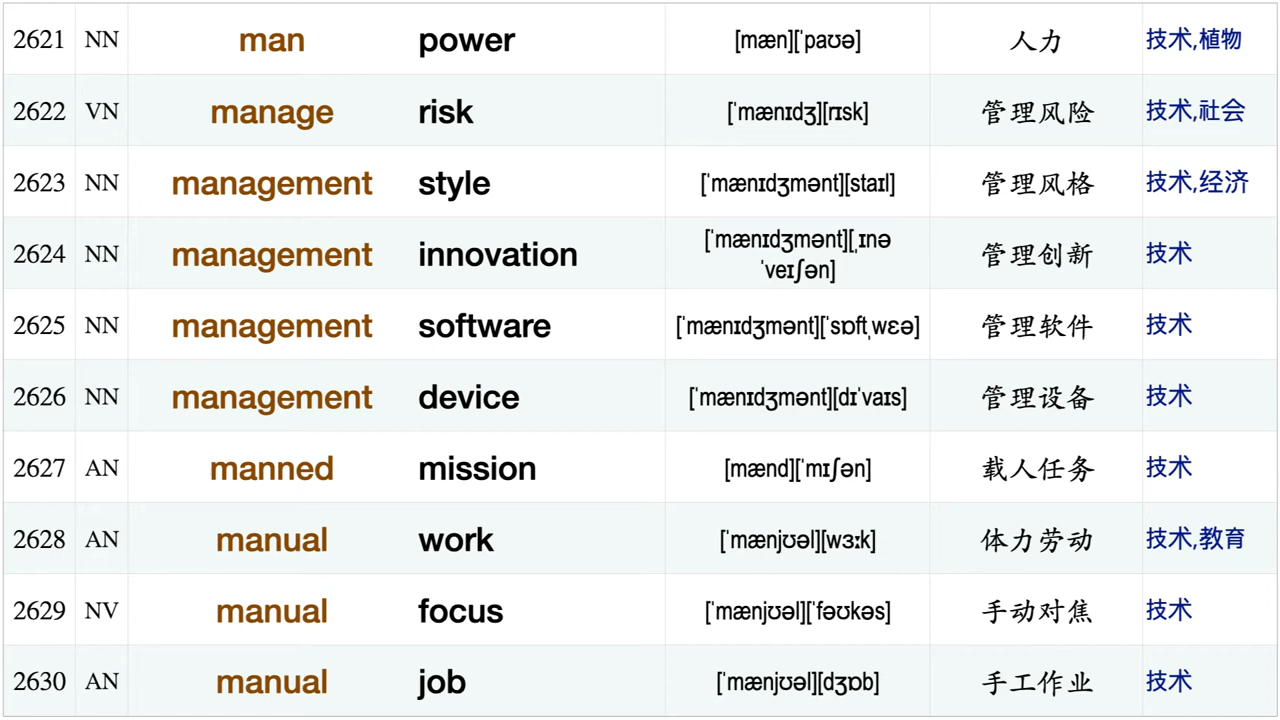 2621 NN man power [mæn][ˈpaʊə] 人力 技术,植物
2622 VN manage risk [ˈmænɪdʒ][rɪsk] 管理风险 技术,社会
2623 NN management style [ˈmænɪdʒmənt][staɪl] 管理风格 技术,经济
2624 NN management innovation [ˈmænɪdʒmənt][ˌɪnə
ˈveɪʃən] 管理创新 技术
2625 NN management software [ˈmænɪdʒmənt][ˈsɒftˌwɛə] 管理软件 技术
2626 NN management device [ˈmænɪdʒmənt][dɪˈvaɪs] 管理设备 技术
2627 AN manned mission [mænd][ˈmɪʃən] 载人任务 技术
2628 AN manual work [ˈmænjʊəl][wɜːk] 体力劳动 技术,教育
2629 NV manual focus [ˈmænjʊəl][ˈfəʊkəs] 手动对焦 技术
2630 AN manual job [ˈmænjʊəl][dʒɒb] 手工作业 技术